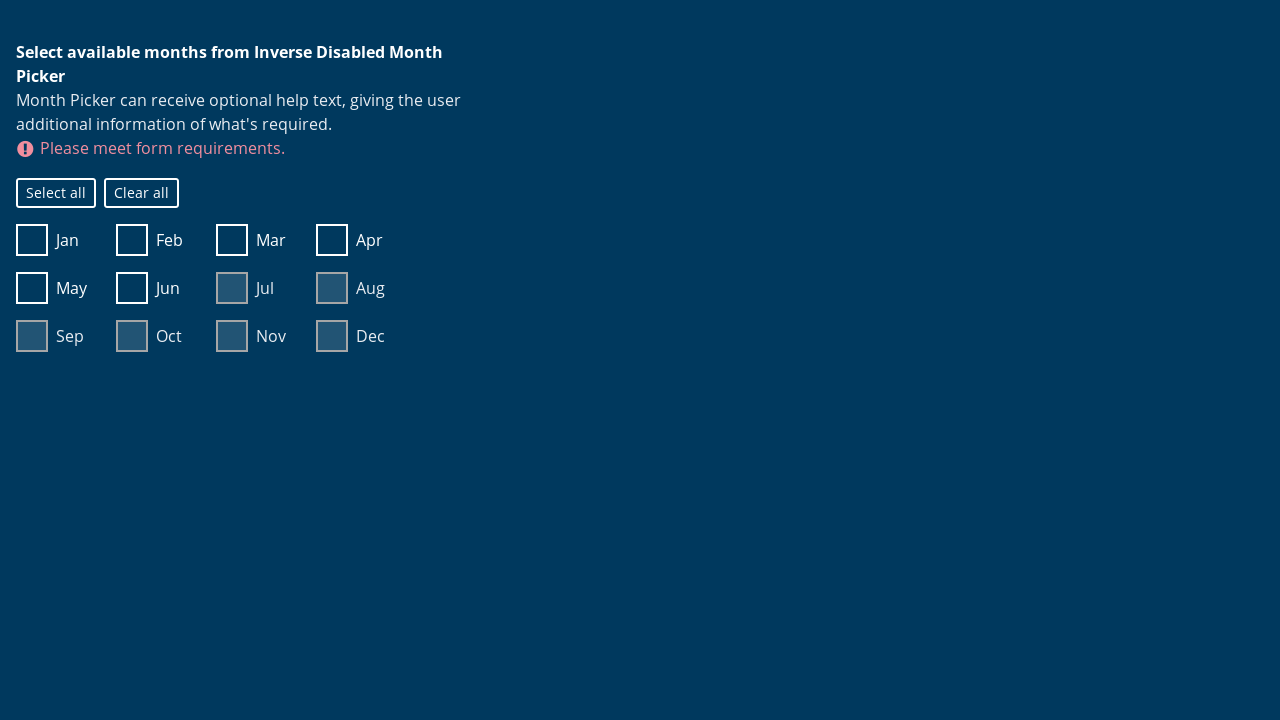 Select available months from Inverse Disabled Month
Picker
Month Picker can receive optional help text, giving the user
additional information of what's required.
Please meet form requirements.
Select all Clear all
Jan Feb Mar Apr
May Jun Jul Aug
Sep Oct Nov Dec